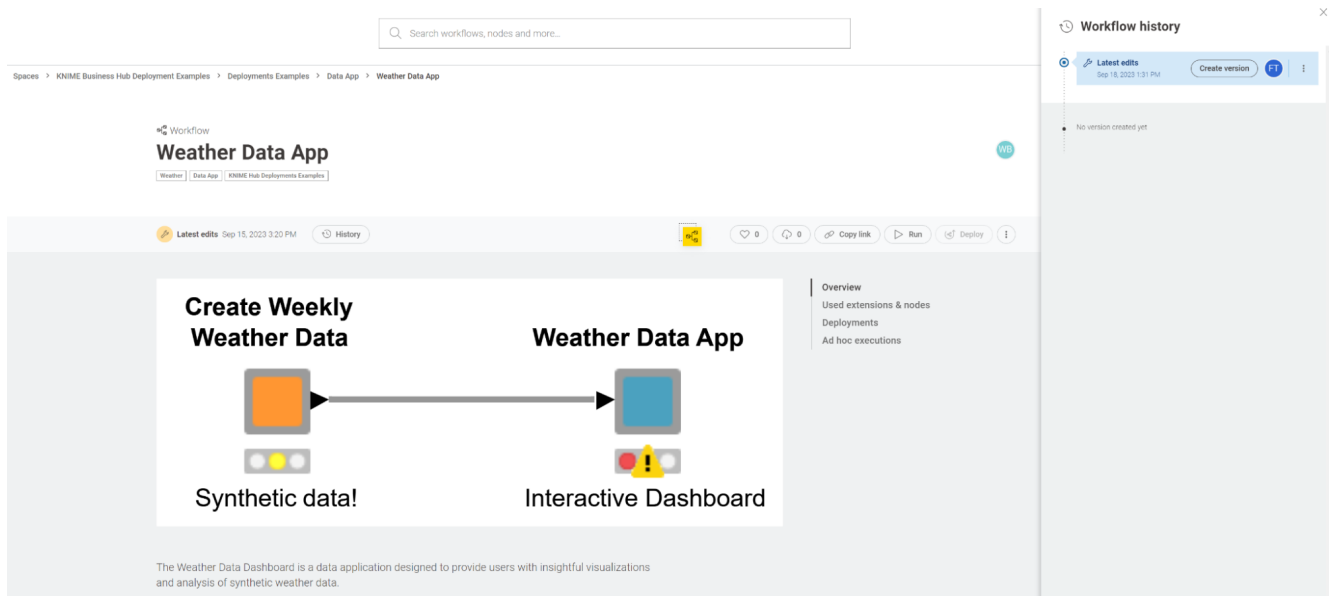 Search workflows, nodes and more...
Workflow history
Latest edits
Sep 18, 2023 1:31 PM
Create version
FT
No version created yet
Spaces > KNIME Business Hub Deployment Examples > Deployments Examples > Data App > Weather Data App
Workflow
Weather Data App
WB
Weather Data App KNIME Hub Deployments Examples
Latest edits Sep 15, 2023 3:20 PM History 0 0 Copy link Run Deploy
Create Weekly
Weather Data
Weather Data App
Synthetic data!
Interactive Dashboard
Overview
Used extensions & nodes
Deployments
Ad hoc executions
The Weather Data Dashboard is a data application designed to provide users with insightful visualizations
and analysis of synthetic weather data.